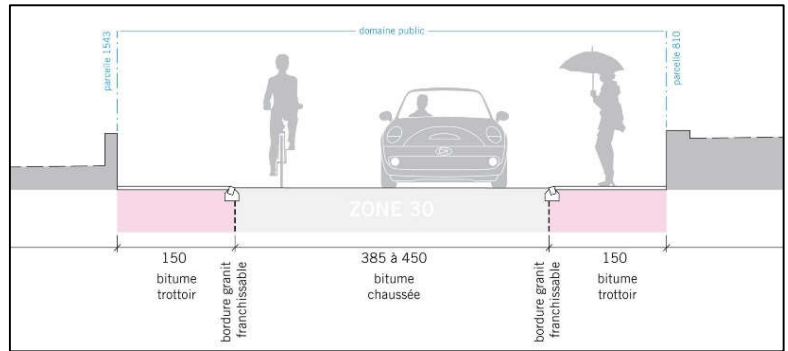 domaine public
parcelle 1543
parcelle 810
ZONE 30
150
bitume
trottoir
bordure granit
franchissable
385 à 450
bitume
chaussée
bordure granit
franchissable
150
bitume
trottoir